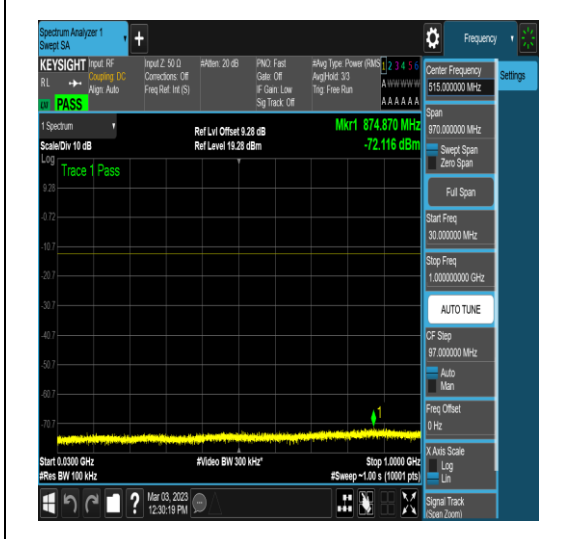 Spectrum Analyzer 1
Swept SA
+
Frequency
KEYSIGHT
RL
PASS
Input: RF
Coupling: DC
Align: Auto
Input Z: 50 Ω
Corrections: Off
Freq Ref: Int (S)
#Atten: 20 dB
PNO: Fast
Gate: Off
IF Gain: Low
Sig Track: Off
#Avg Type: Power (RMS
Avg|Hold: 3/3
Trig: Free Run
1 2 3 4 5 6
A W W W W W
A A A A A A
1 Spectrum
Scale/Div 10 dB
Log
Ref Lvl Offset 9.28 dB
Ref Level 19.28 dBm
Mkr1 874.870 MHz
-72.116 dBm
Trace 1 Pass
9.28
-0.72
-10.7
-20.7
-30.7
-40.7
-50.7
-60.7
-70.7
1
Start 0.0300 GHz
#Res BW 100 kHz
#Video BW 300 kHz*
Stop 1.0000 GHz
#Sweep ~1.00 s (10001 pts)
?
Mar 03, 2023
12:30:19 PM
Center Frequency
515.000000 MHz
Settings
Span
970.000000 MHz
Swept Span
Zero Span
Full Span
Start Freq
30.000000 MHz
Stop Freq
1.000000000 GHz
AUTO TUNE
CF Step
97.000000 MHz
Auto
Man
Freq Offset
0 Hz
X Axis Scale
Log
Lin
Signal Track
(Span Zoom)